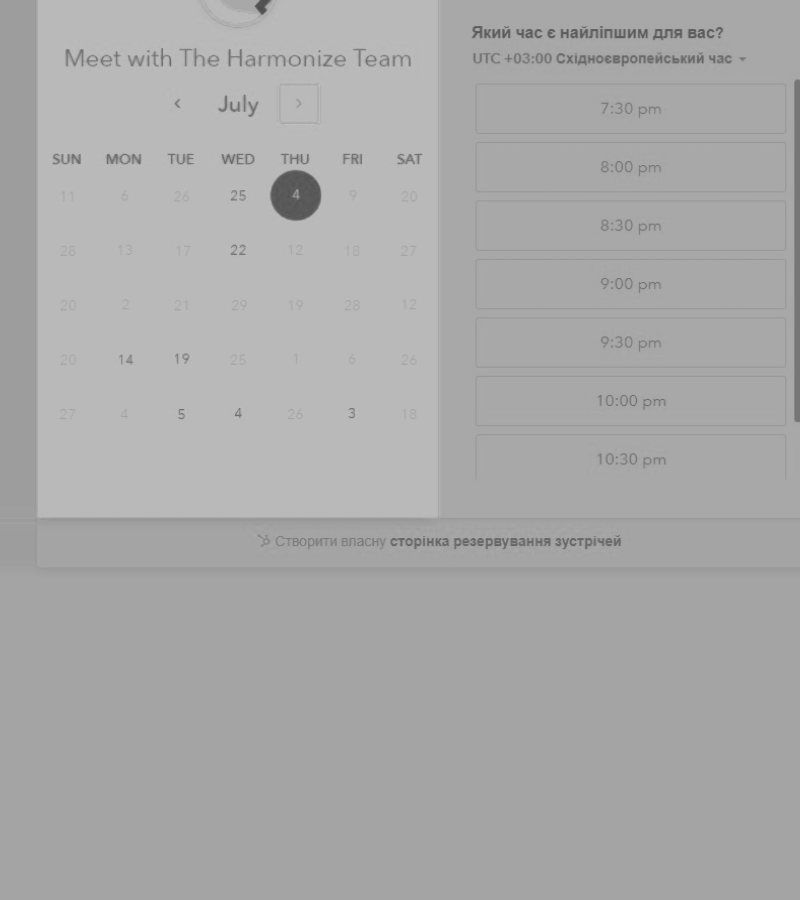 Meet with The Harmonize Team
July
SUN MON TUE WED THU FRI SAT
11 6 26 25 4 9 20
28 13 17 22 12 18 27
20 2 21 29 19 28 12
20 14 19 25 1 6 26
27 4 5 4 26 3 18
Який час є найліпшим для вас?
UTC +03:00 Східноєвропейський час
7:30 pm
8:00 pm
8:30 pm
9:00 pm
9:30 pm
10:00 pm
10:30 pm
Створити власну сторінка резервування зустрічей